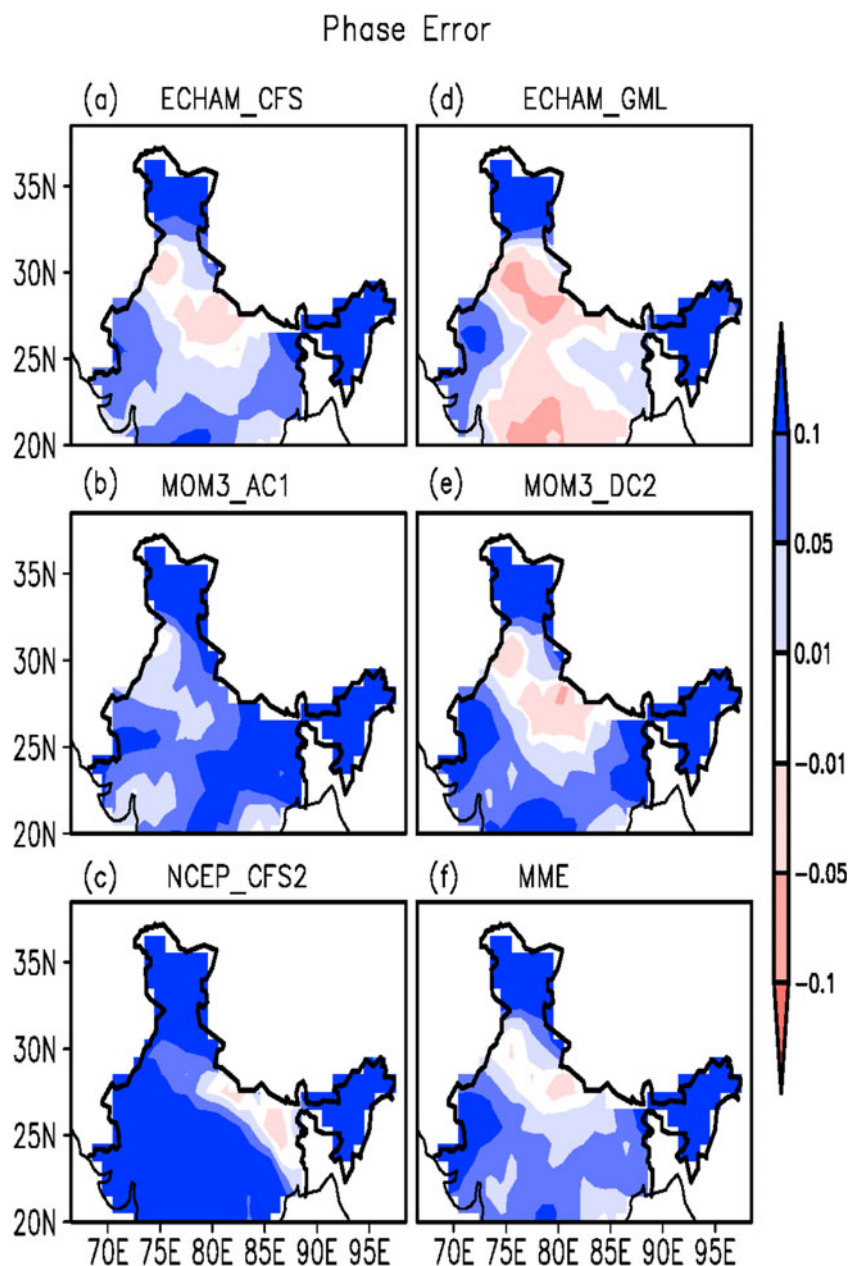 Phase Error
(a) ECHAM_CFS
(d) ECHAM_GML
35N
30N
25N
20N
(b) MOM3_AC1
(e) MOM3_DC2
35N
30N
25N
20N
(c) NCEP_CFS2
(f) MME
35N
30N
25N
20N
70E 75E 80E 85E 90E 95E
70E 75E 80E 85E 90E 95E
0.1
0.05
0.01
-0.01
-0.05
-0.1